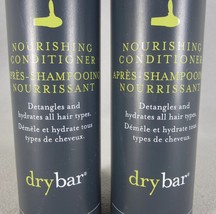 NOURISHING
CONDITIONER
APRÈS-SHAMPOOING
NOURRISSANT
Detangles and
hydrates all hair types.
Démêle et hydrate tous
types de cheveux.
drybar®
NOURISHING
CONDITIONER
APRÈS-SHAMPOOING
NOURRISSANT
Detangles and
hydrates all hair types.
Démêle et hydrate tous
types de cheveux.
drybar®